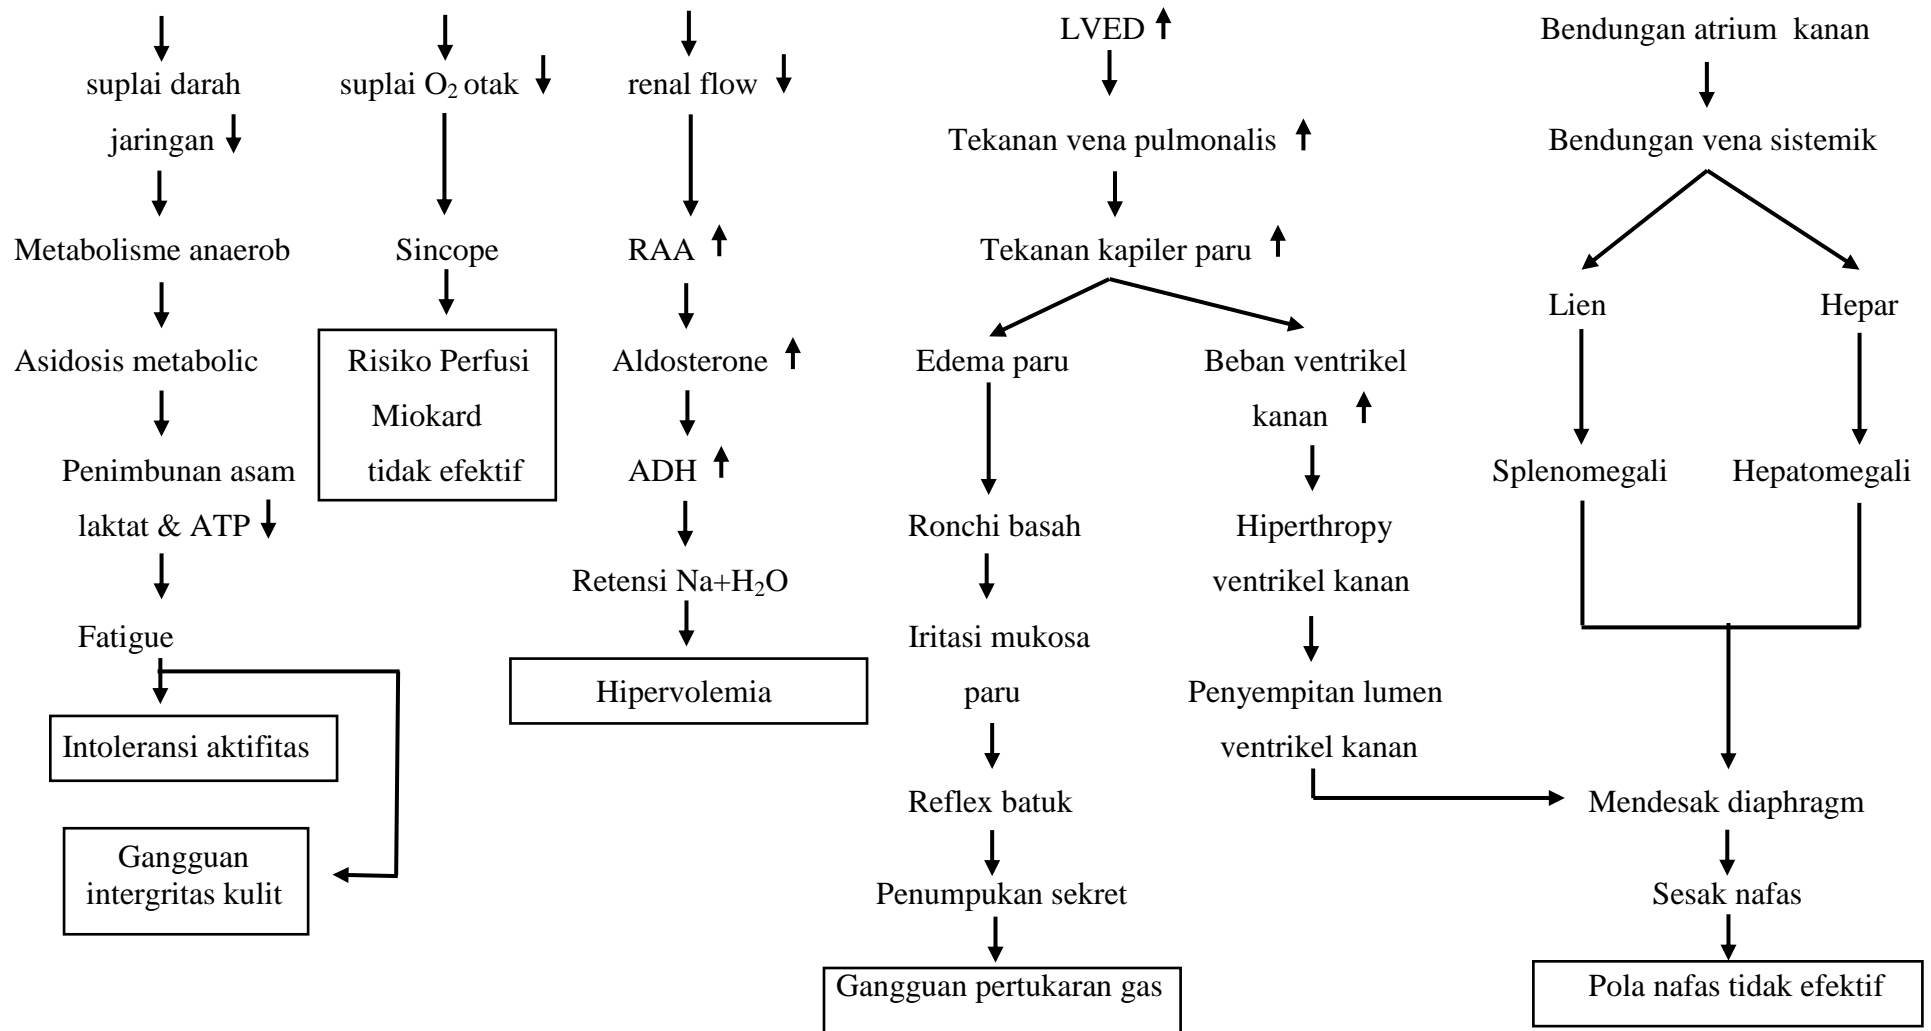 suplai darah
jaringan
Metabolisme anaerob
Asidosis metabolic
Penimbunan asam
laktat & ATP
Fatigue
Intoleransi aktifitas
Gangguan
intergritas kulit
suplai O₂ otak
Sincope
Risiko Perfusi
Miokard
tidak efektif
renal flow
RAA
Aldosterone
ADH
Retensi Na+H₂O
Hipervolemia
LVED
Tekanan vena pulmonalis
Tekanan kapiler paru
Edema paru
Ronchi basah
Iritasi mukosa
paru
Reflex batuk
Penumpukan sekret
Gangguan pertukaran gas
Beban ventrikel
kanan
Hiperthropy
ventrikel kanan
Penyempitan lumen
ventrikel kanan
Bendungan atrium kanan
Bendungan vena sistemik
Lien
Splenomegali
Hepar
Hepatomegali
Mendesak diaphragm
Sesak nafas
Pola nafas tidak efektif